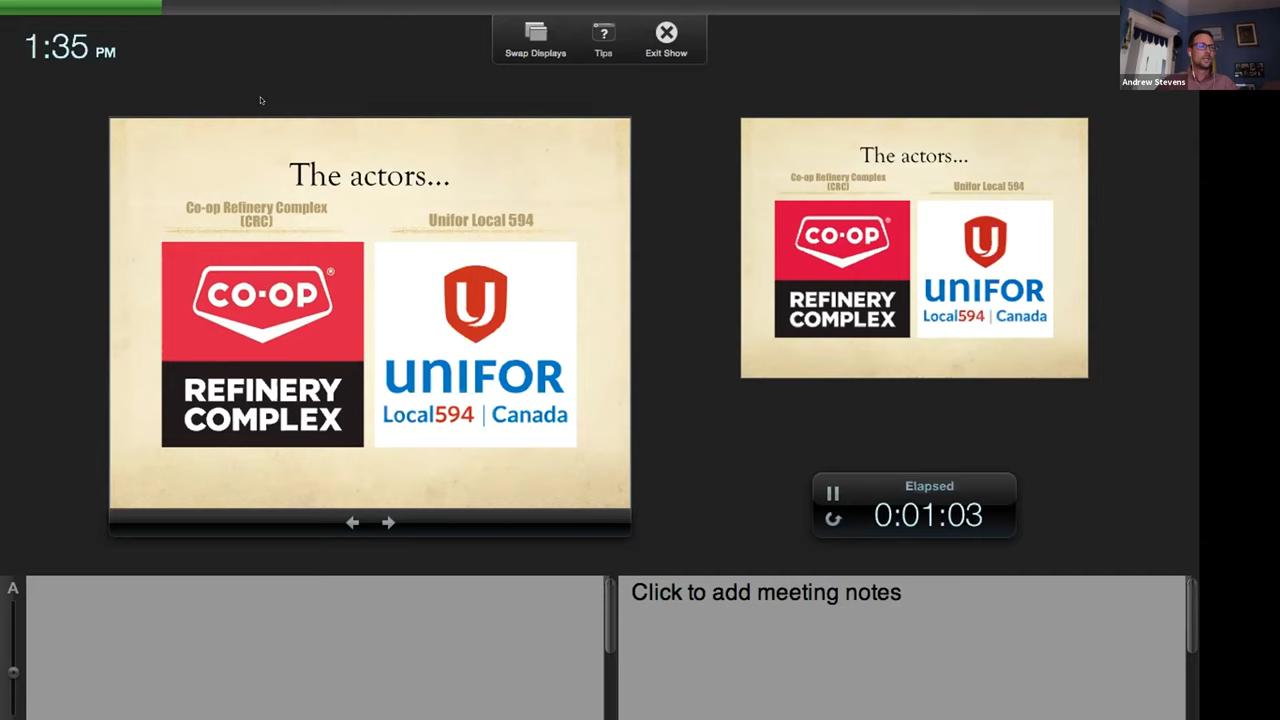 1:35 PM
Swap Displays
Tips
Exit Show
Andrew Stevens
The actors...
Co-op Refinery Complex
(CRC)
Unifor Local 594
CO-OP®
REFINERY
COMPLEX
U
UNIFOR
Local594 | Canada
The actors...
Co-op Refinery Complex
(CRC)
Unifor Local 594
CO-OP®
REFINERY
COMPLEX
U
UNIFOR
Local594 | Canada
Elapsed
0:01:03
A
Click to add meeting notes